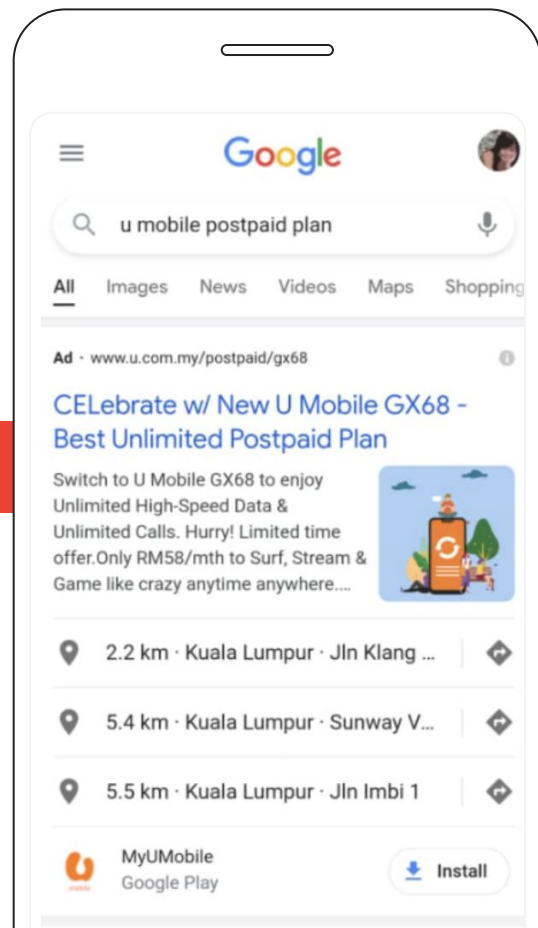 Google
u mobile postpaid plan
All Images News Videos Maps Shopping
Ad · www.u.com.my/postpaid/gx68
CELebrate w/ New U Mobile GX68 -
Best Unlimited Postpaid Plan
Switch to U Mobile GX68 to enjoy
Unlimited High-Speed Data &
Unlimited Calls. Hurry! Limited time
offer.Only RM58/mth to Surf, Stream &
Game like crazy anytime anywhere....
2.2 km · Kuala Lumpur · Jln Klang ...
5.4 km · Kuala Lumpur · Sunway V...
5.5 km · Kuala Lumpur · Jln Imbi 1
MyUMobile
Google Play
mobile
Install